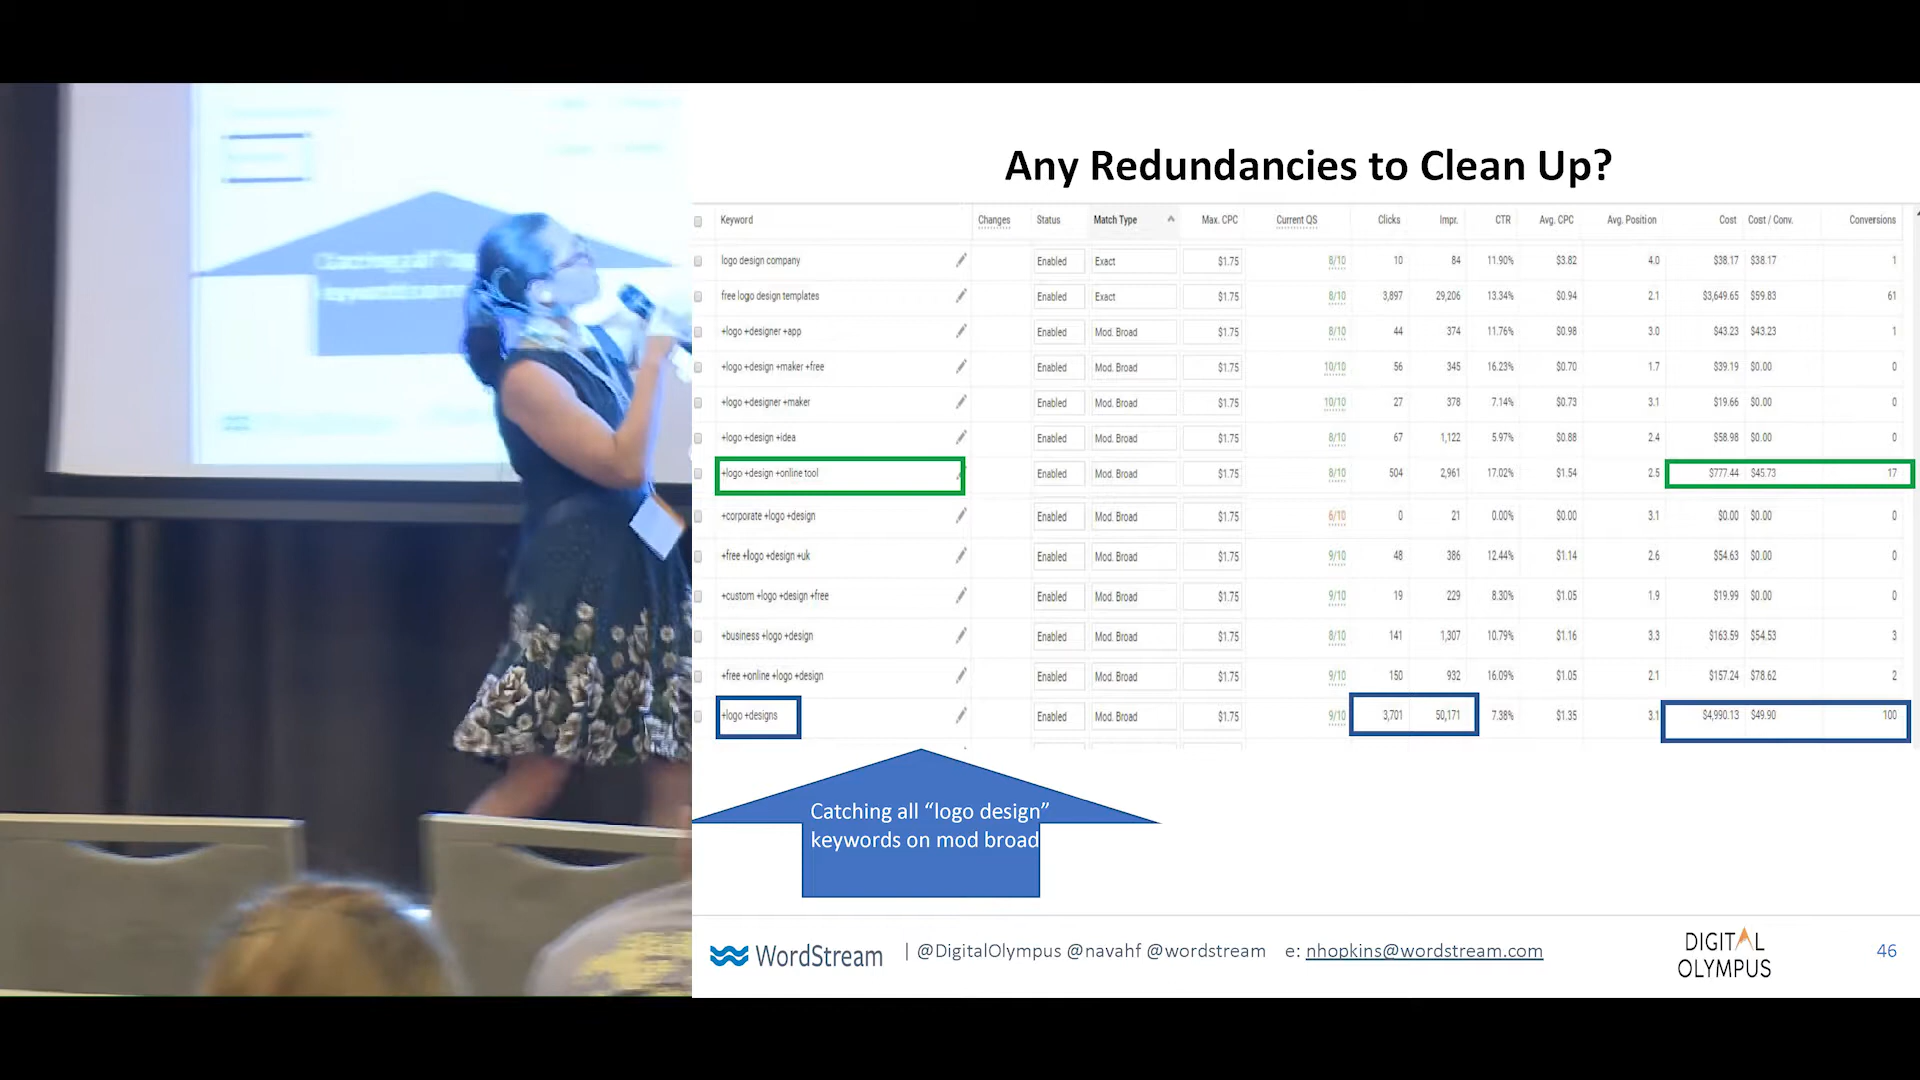 Any Redundancies to Clean Up?
Keyword Changes Status Match Type Max. CPC Current QS Clicks Impr. CTR Avg. CPC Avg. Position Cost Cost / Conv. Conversions
logo design company Enabled Exact $1.75 8/10 10 84 11.90% $3.82 4.0 $38.17 $38.17 1
free logo design templates Enabled Exact $1.75 8/10 3,897 29,206 13.34% $0.94 2.1 $3,649.65 $59.83 61
+logo +designer +app Enabled Mod. Broad $1.75 8/10 44 374 11.76% $0.98 3.0 $43.23 $43.23 1
+logo +design +maker +free Enabled Mod. Broad $1.75 10/10 56 345 16.23% $0.70 1.7 $39.19 $0.00 0
+logo +designer +maker Enabled Mod. Broad $1.75 10/10 27 378 7.14% $0.73 3.1 $19.66 $0.00 0
+logo +design +idea Enabled Mod. Broad $1.75 8/10 67 1,122 5.97% $0.88 2.4 $58.98 $0.00 0
+logo +design +online tool Enabled Mod. Broad $1.75 8/10 504 2,961 17.02% $1.54 2.5 $777.44 $45.73 17
+corporate +logo +design Enabled Mod. Broad $1.75 6/10 0 21 0.00% $0.00 3.1 $0.00 $0.00 0
+free +logo +design +uk Enabled Mod. Broad $1.75 9/10 48 386 12.44% $1.14 2.6 $54.63 $0.00 0
+custom +logo +design +free Enabled Mod. Broad $1.75 9/10 19 229 8.30% $1.05 1.9 $19.99 $0.00 0
+business +logo +design Enabled Mod. Broad $1.75 8/10 141 1,307 10.79% $1.16 3.3 $163.59 $54.53 3
+free +online +logo +design Enabled Mod. Broad $1.75 9/10 150 932 16.09% $1.05 2.1 $157.24 $78.62 2
+logo +designs Enabled Mod. Broad $1.75 9/10 3,701 50,171 7.38% $1.35 3.1 $4,990.13 $49.90 100
Catching all “logo design”
keywords on mod broad
WordStream | @DigitalOlympus @navahf @wordstream e: nhopkins@wordstream.com
DIGITAL
OLYMPUS
46